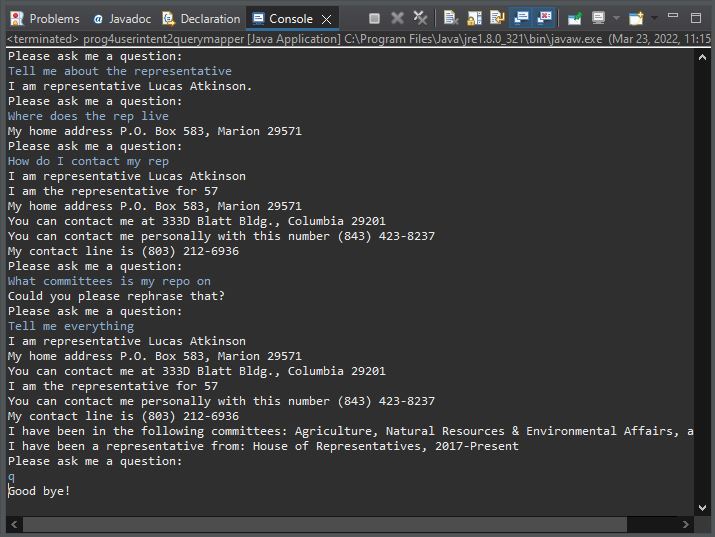 Problems @ Javadoc Declaration Console
<terminated> prog4userintent2querymapper [Java Application] C:\Program Files\Java\jre1.8.0_321\bin\javaw.exe (Mar 23, 2022, 11:15
Please ask me a question:
Tell me about the representative
I am representative Lucas Atkinson.
Please ask me a question:
Where does the rep live
My home address P.O. Box 583, Marion 29571
Please ask me a question:
How do I contact my rep
I am representative Lucas Atkinson
I am the representative for 57
My home address P.O. Box 583, Marion 29571
You can contact me at 333D Blatt Bldg., Columbia 29201
You can contact me personally with this number (843) 423-8237
My contact line is (803) 212-6936
Please ask me a question:
What committees is my repo on
Could you please rephrase that?
Please ask me a question:
Tell me everything
I am representative Lucas Atkinson
My home address P.O. Box 583, Marion 29571
You can contact me at 333D Blatt Bldg., Columbia 29201
I am the representative for 57
You can contact me personally with this number (843) 423-8237
My contact line is (803) 212-6936
I have been in the following committees: Agriculture, Natural Resources & Environmental Affairs, a
I have been a representative from: House of Representatives, 2017-Present
Please ask me a question:
q
Good bye!